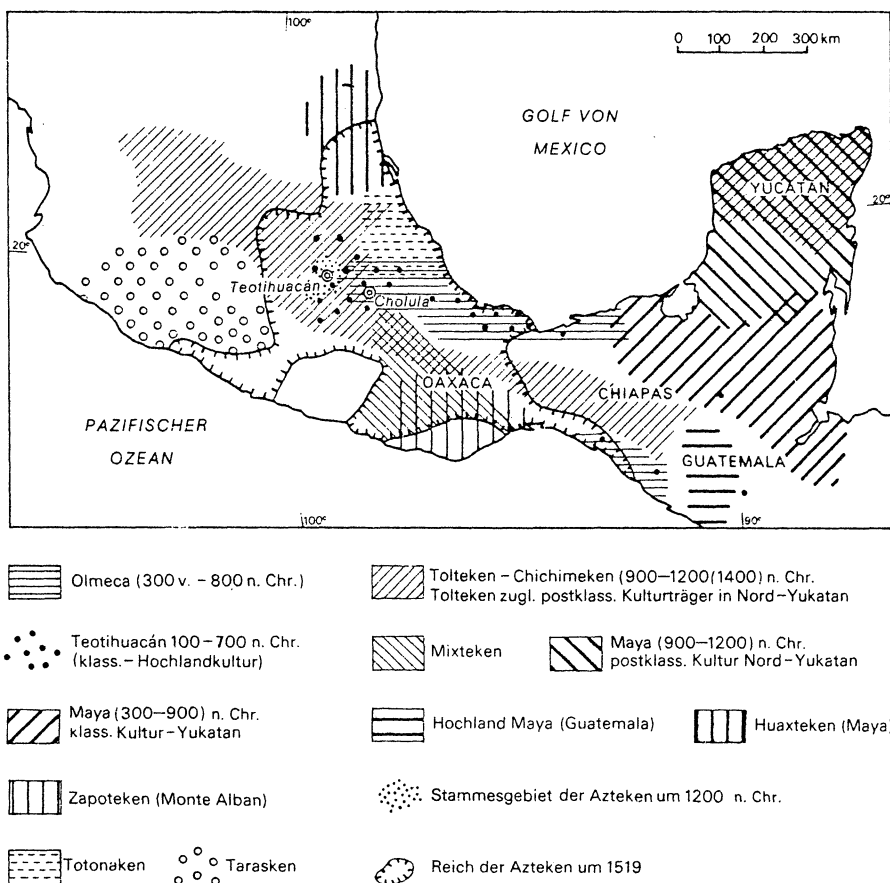 100°
0 100 200 300 km
GOLF VON
MEXICO
YUCATAN
20°
20°
Teotihuacán
Cholula
OAXACA
CHIAPAS
PAZIFISCHER
OZEAN
GUATEMALA
100°
90°
Olmeca (300 v. - 800 n. Chr.)
Tolteken - Chichimeken (900-1200(1400) n. Chr.
Tolteken zugl. postklass. Kulturträger in Nord-Yukatan
Teotihuacán 100-700 n. Chr.
(klass.- Hochlandkultur)
Mixteken
Maya (900-1200) n. Chr.
postklass. Kultur Nord-Yukatan
Maya (300-900) n. Chr.
klass. Kultur-Yukatan
Hochland Maya (Guatemala)
Huaxteken (Maya)
Zapoteken (Monte Alban)
Stammesgebiet der Azteken um 1200 n. Chr.
Totonaken
Tarasken
Reich der Azteken um 1519